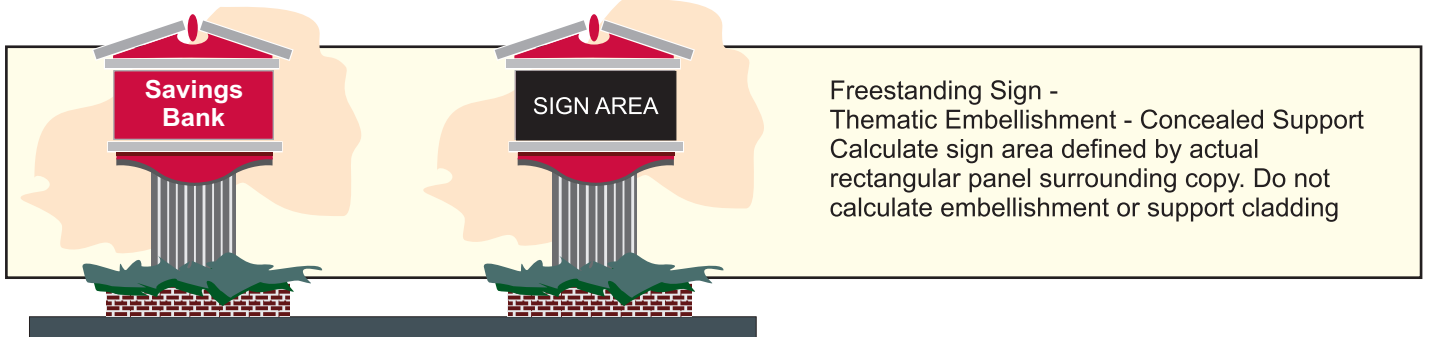 Savings
Bank
SIGN AREA
Freestanding Sign -
Thematic Embellishment - Concealed Support
Calculate sign area defined by actual
rectangular panel surrounding copy. Do not
calculate embellishment or support cladding